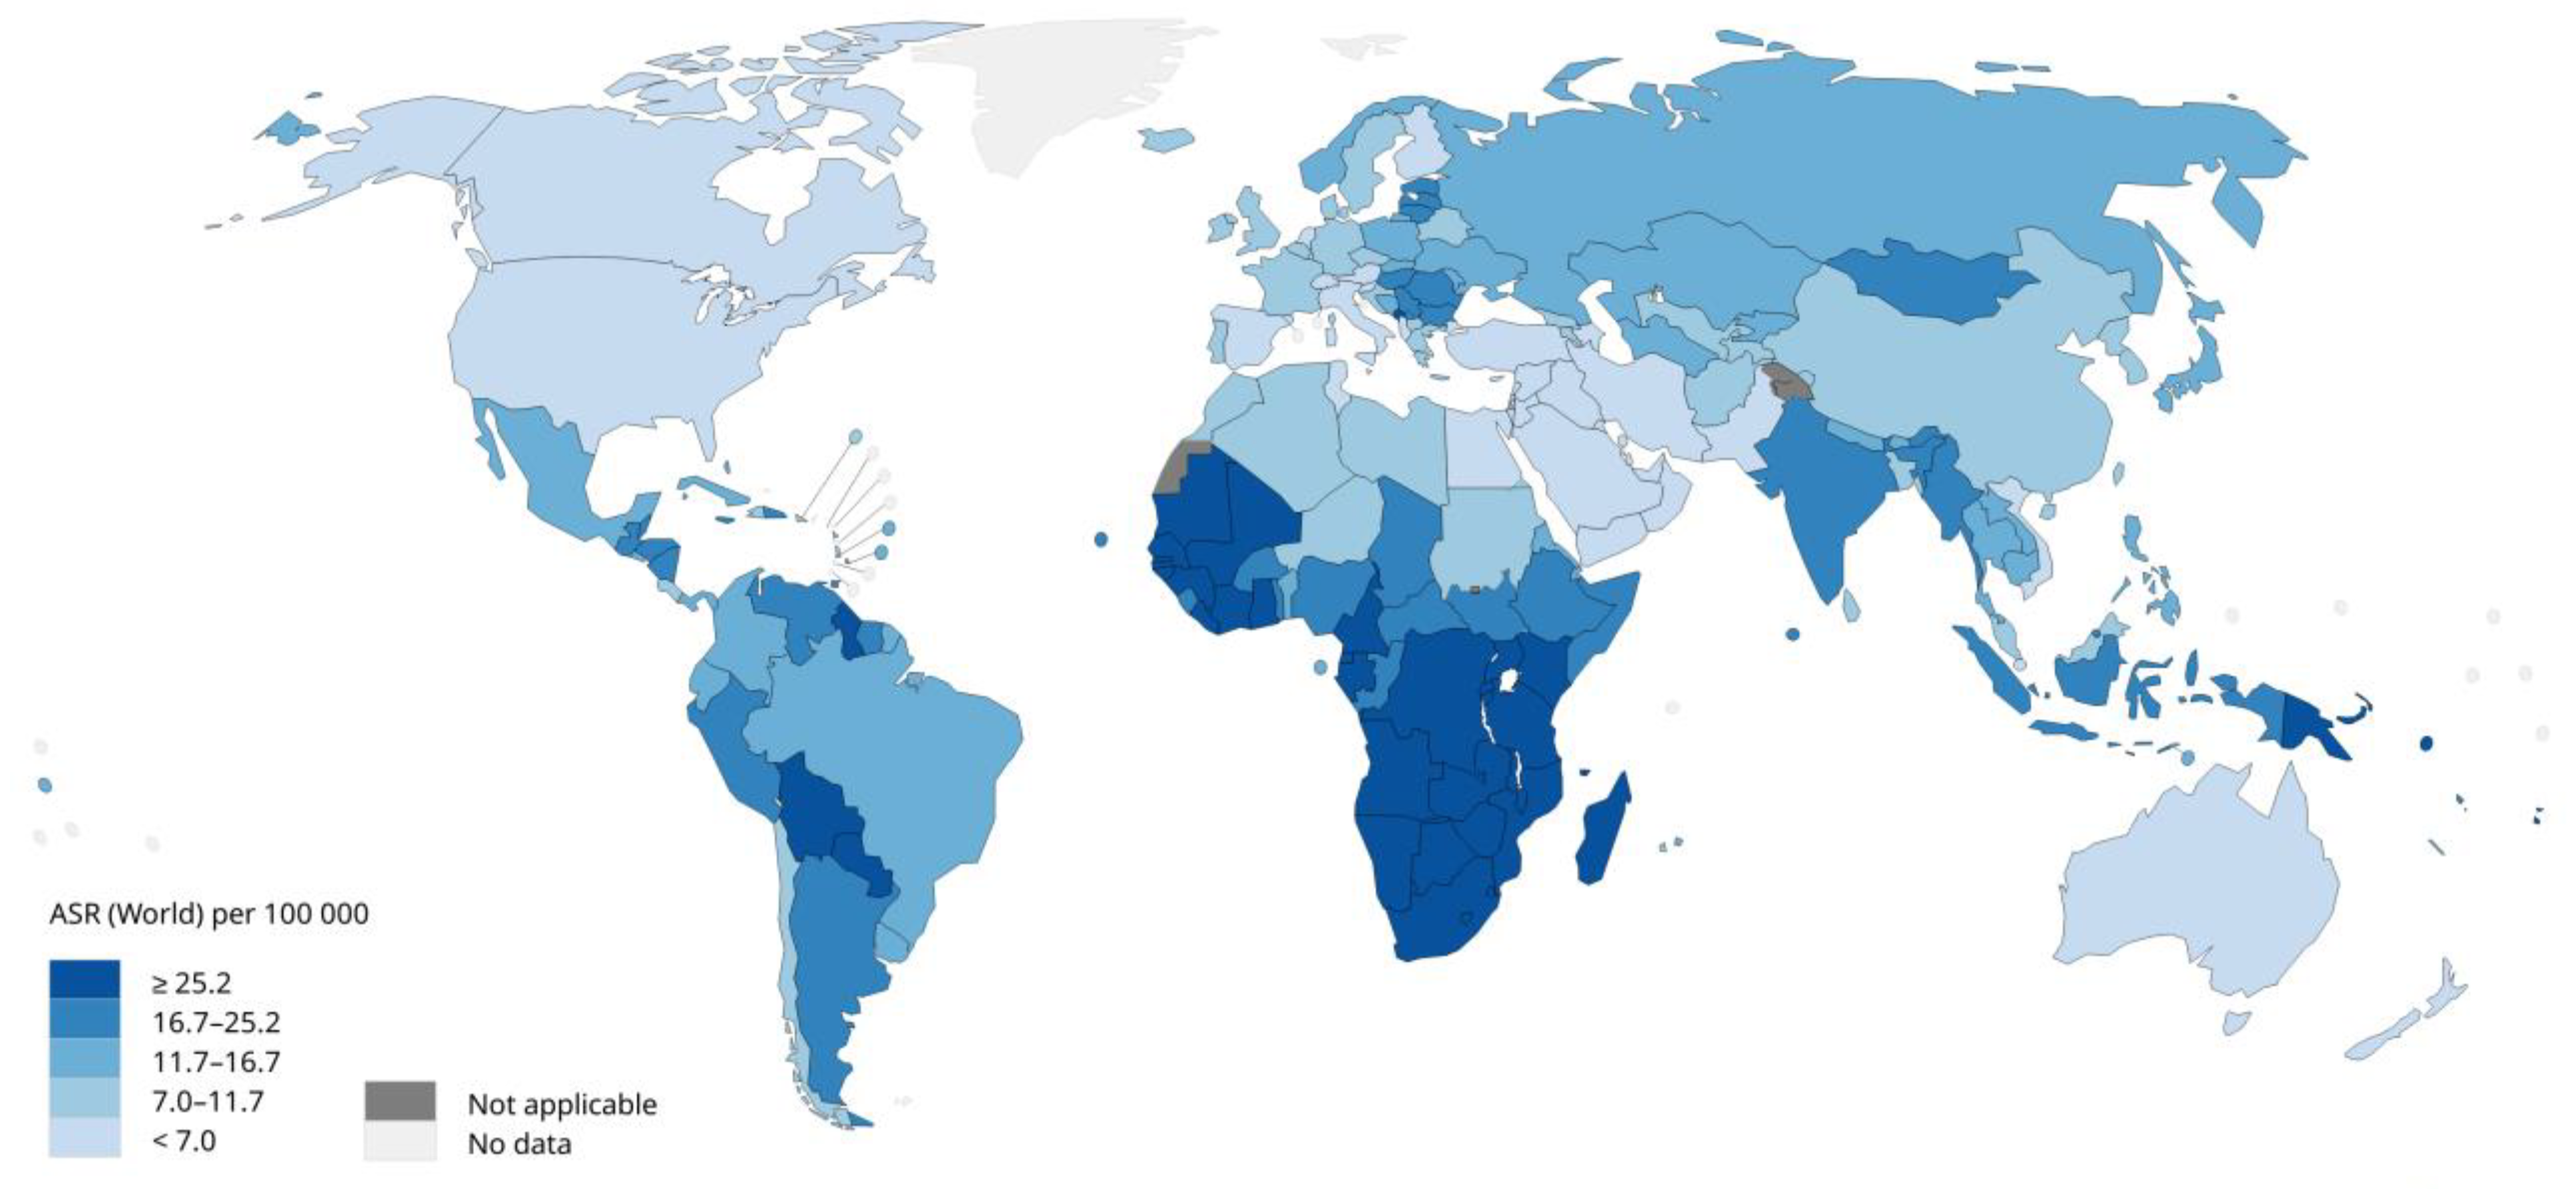 ASR (World) per 100 000
≥ 25.2
16.7–25.2
11.7–16.7
7.0–11.7
< 7.0
Not applicable
No data